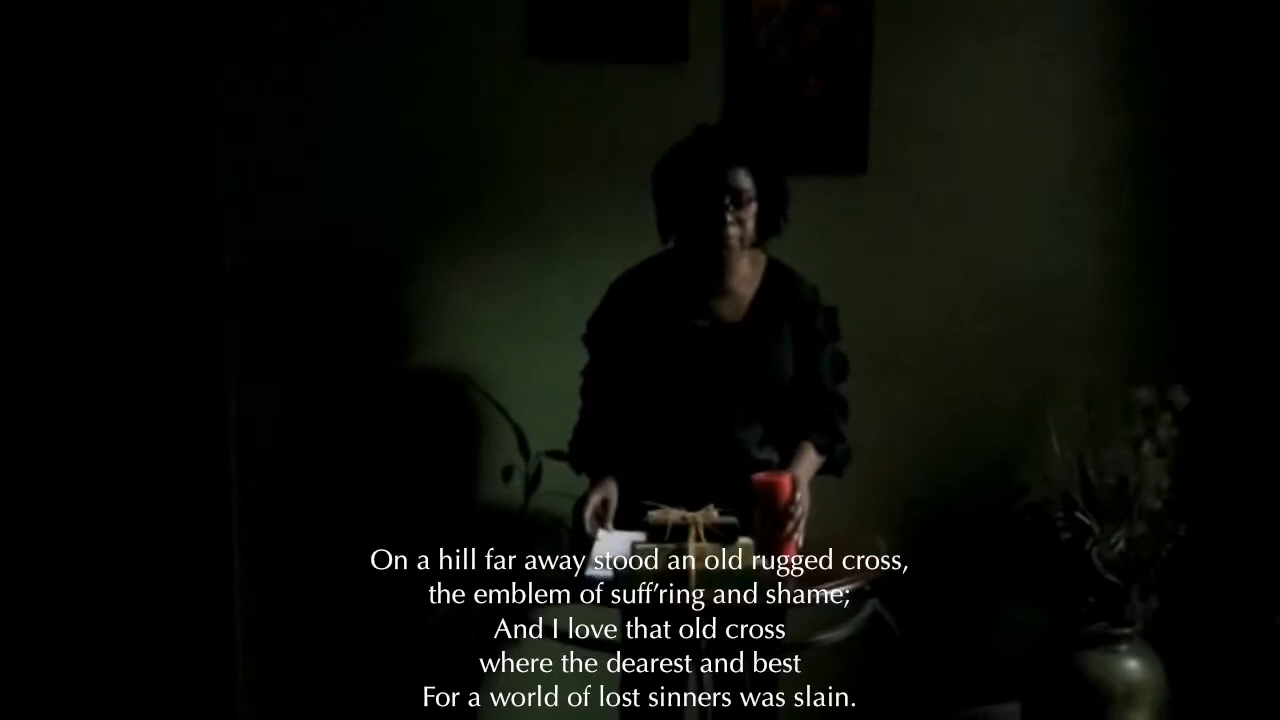 On a hill far away stood an old rugged cross,
the emblem of suff’ring and shame;
And I love that old cross
where the dearest and best
For a world of lost sinners was slain.